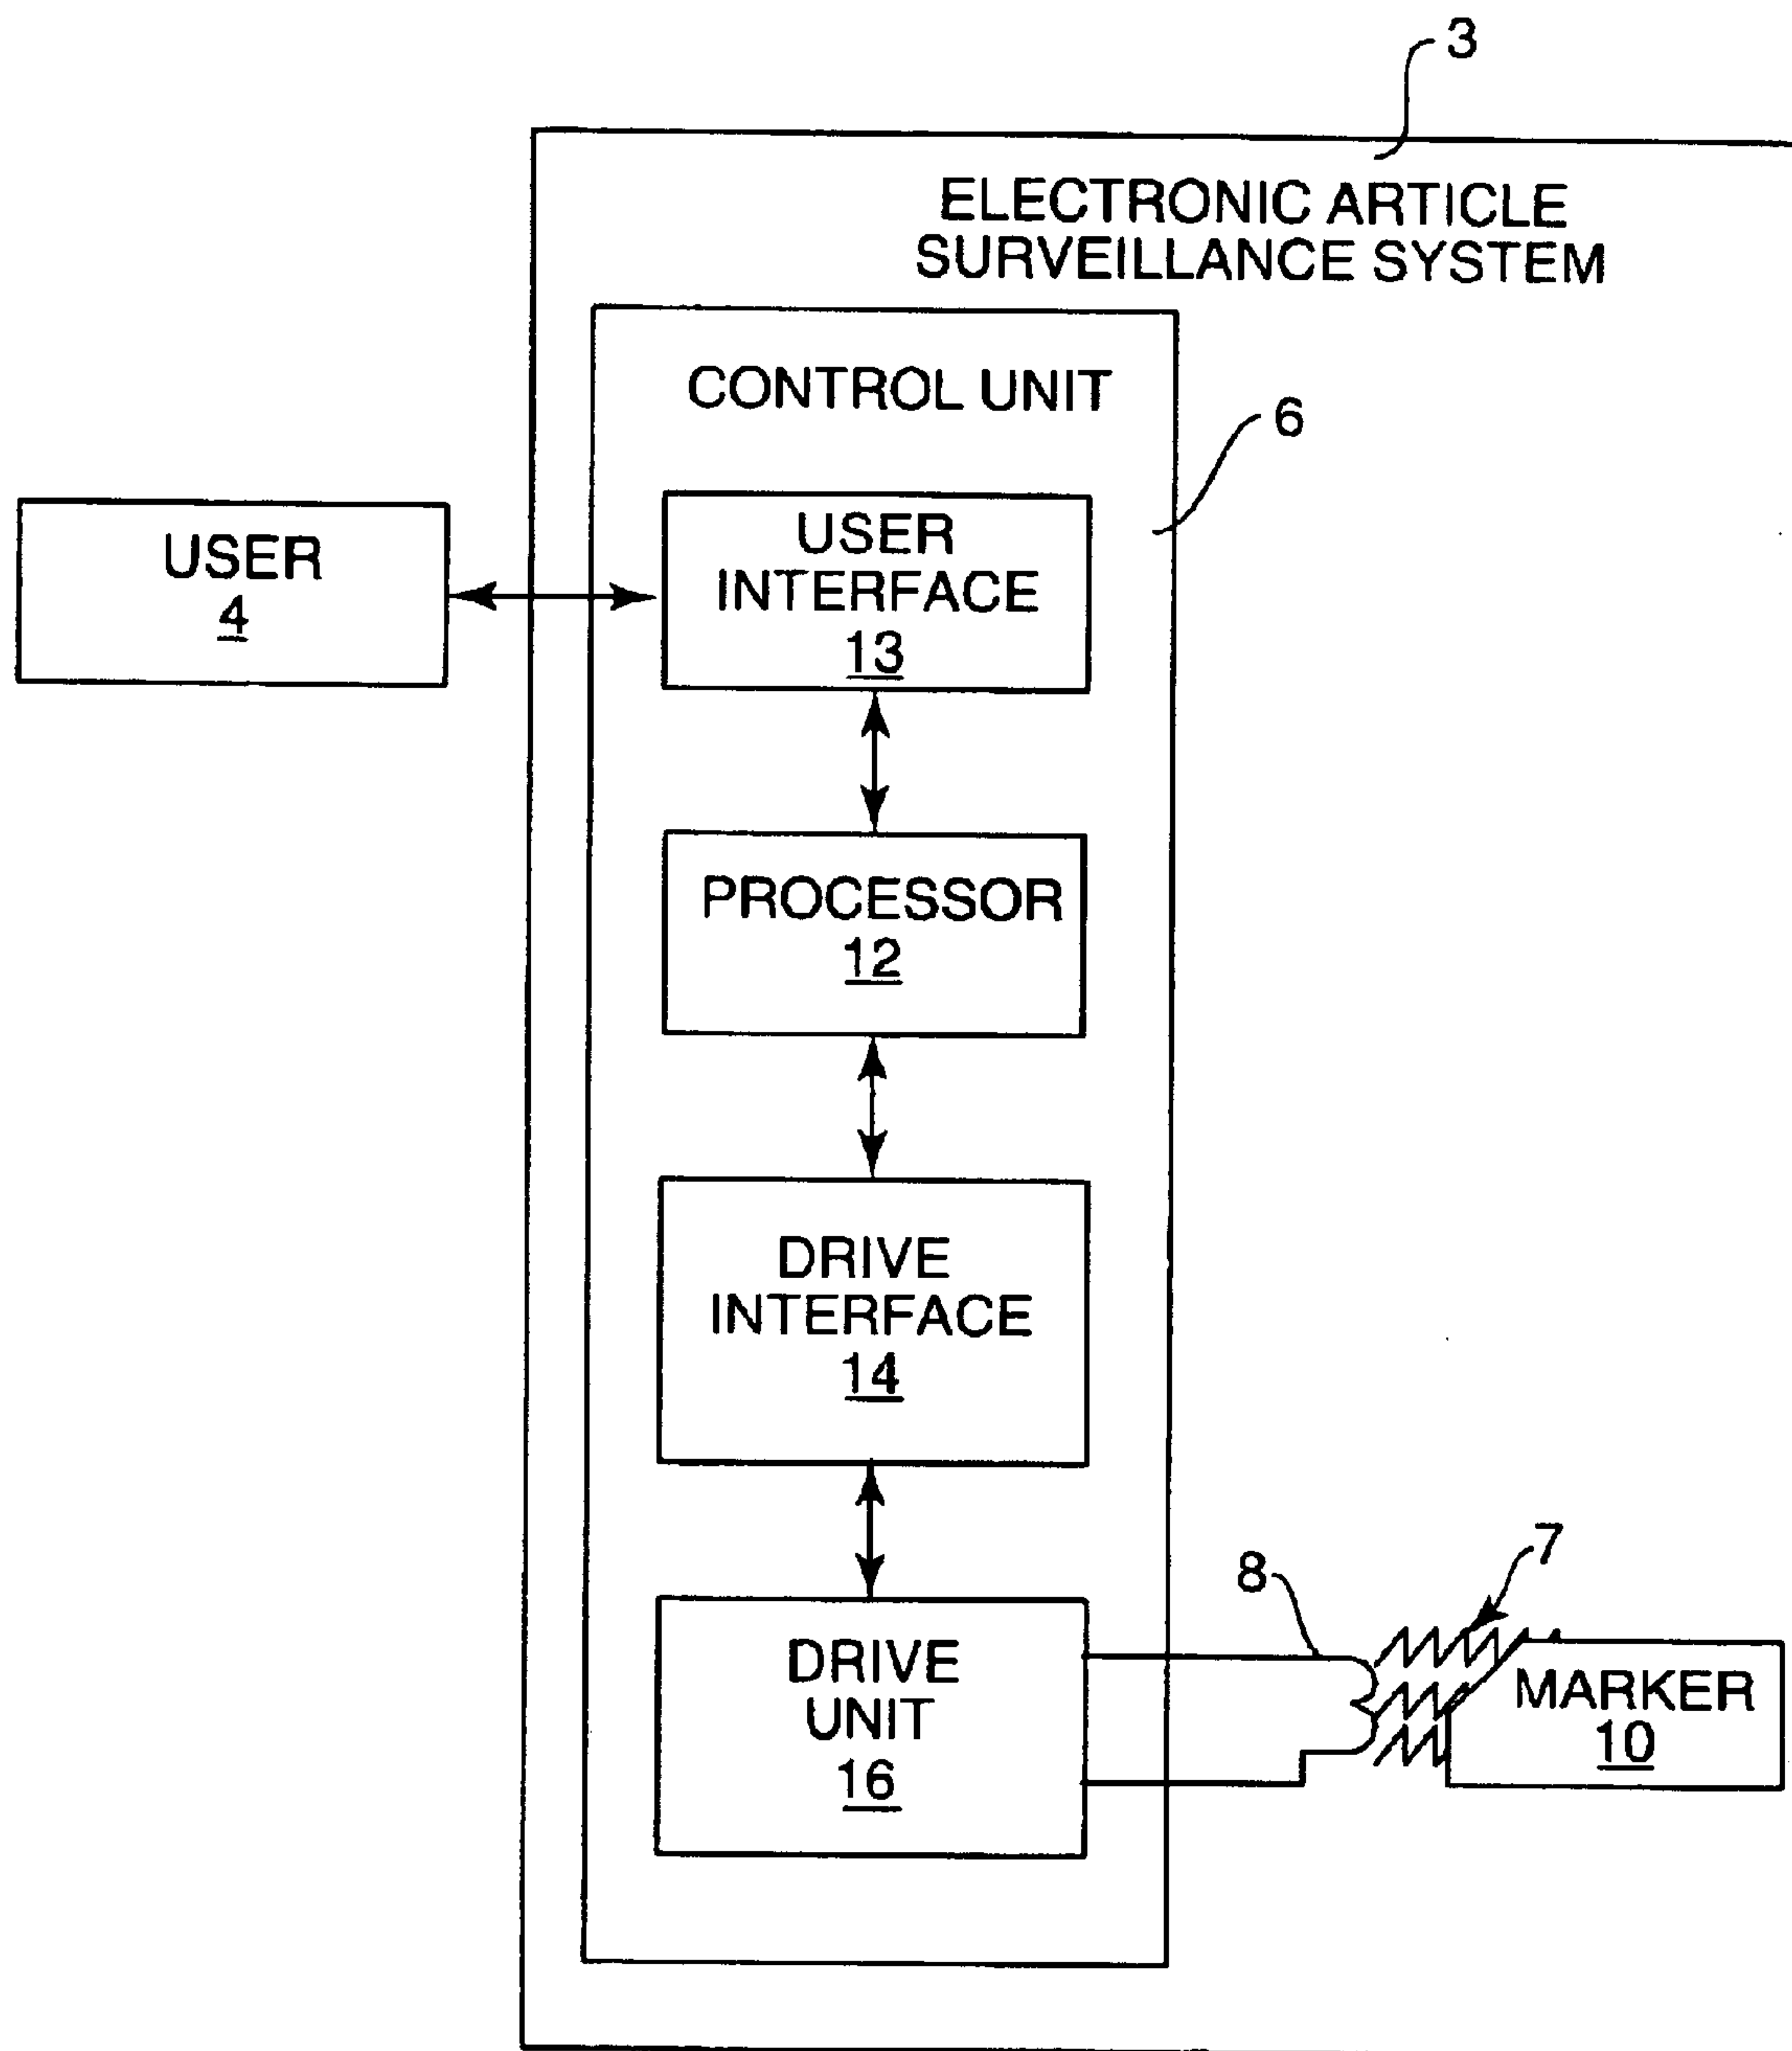 3
ELECTRONIC ARTICLE
SURVEILLANCE SYSTEM
CONTROL UNIT
6
USER
4
USER
INTERFACE
13
PROCESSOR
12
DRIVE
INTERFACE
14
7
8
DRIVE
UNIT
16
MARKER
10